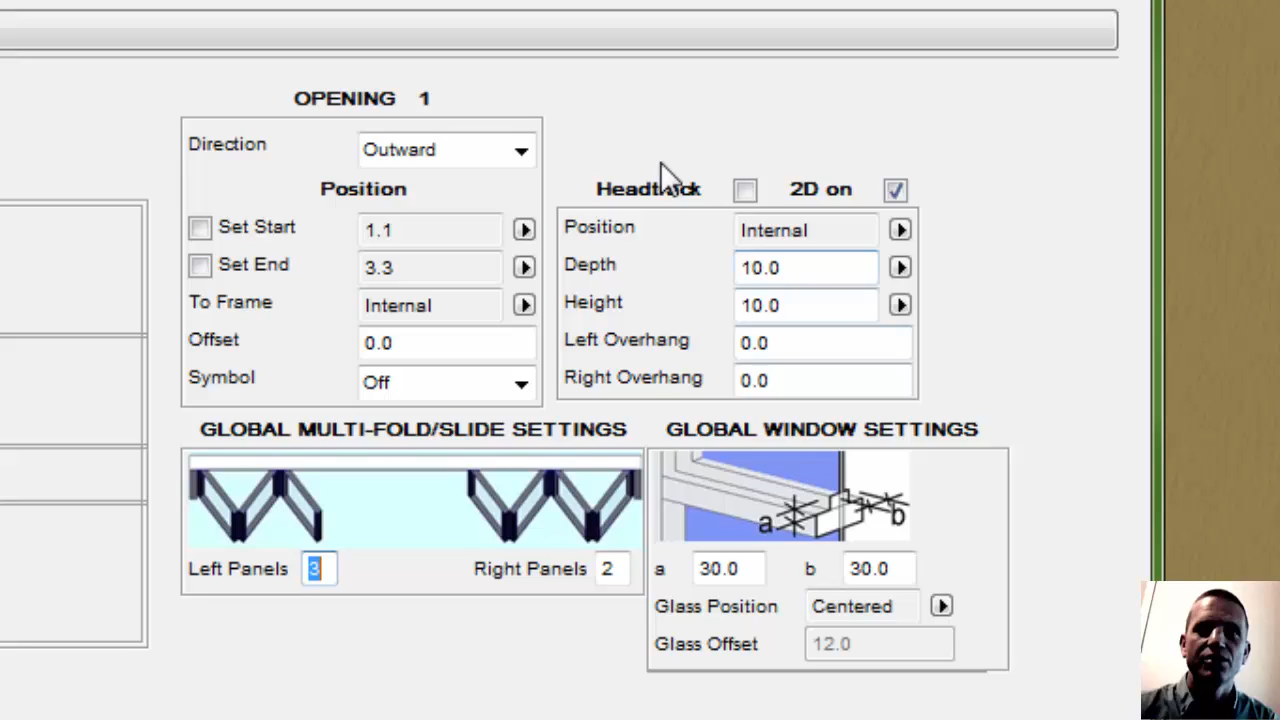 OPENING 1
Direction Outward
Position
Headtrack 2D on
Set Start 1.1
Position Internal
Set End 3.3
Depth 10.0
To Frame Internal
Height 10.0
Offset 0.0
Left Overhang 0.0
Symbol Off
Right Overhang 0.0
GLOBAL MULTI-FOLD/SLIDE SETTINGS
GLOBAL WINDOW SETTINGS
a
b
Left Panels 3
Right Panels 2
a 30.0 b 30.0
Glass Position Centered
Glass Offset 12.0